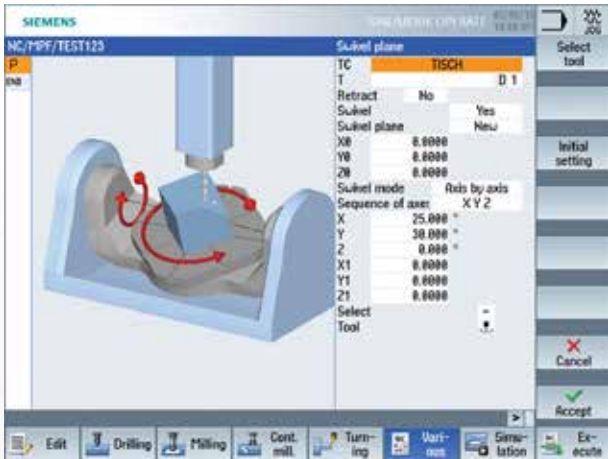 SIEMENS
SINUMERIK OPERATE
JOG
NC/MPF/TEST123
Swivel plane
Select tool
P
END
TC TISCH
T D 1
Retract No
Swivel Yes
Swivel plane New
X0 0.0000
Y0 0.0000
Z0 0.0000
Initial setting
Swivel mode Axis by axis
Sequence of axes X Y Z
X 25.000 °
Y 30.000 °
Z 0.000 °
X1 0.0000
Y1 0.0000
Z1 0.0000
Select -
Tool
Cancel
Accept
>
Edit
Drilling
Milling
Cont. mill.
Turn- ing
Vari- ous
Simu- lation
Ex- ecute